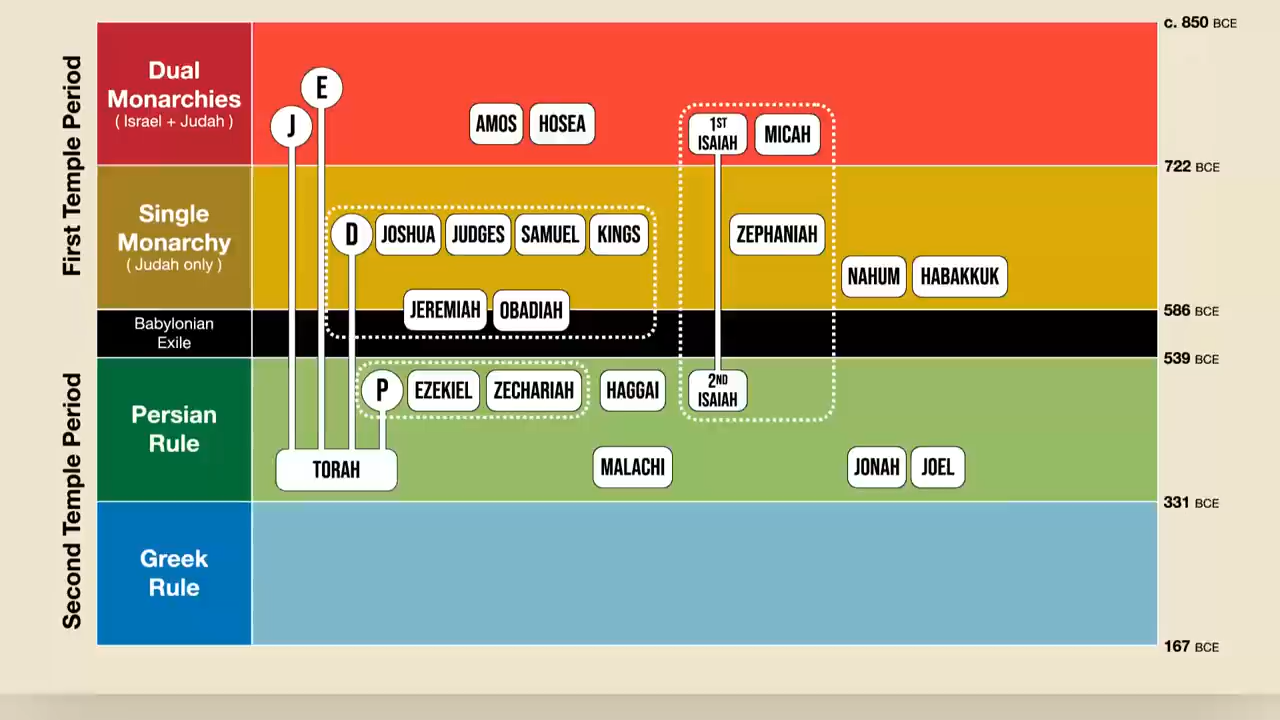 c. 850 BCE
First Temple Period
Dual
Monarchies
( Israel + Judah )
E
J
AMOS
HOSEA
1ST
ISAIAH
MICAH
722 BCE
Single
Monarchy
( Judah only )
D
JOSHUA
JUDGES
SAMUEL
KINGS
ZEPHANIAH
NAHUM
HABAKKUK
JEREMIAH
OBADIAH
586 BCE
Babylonian
Exile
539 BCE
Second Temple Period
Persian
Rule
P
EZEKIEL
ZECHARIAH
HAGGAI
2ND
ISAIAH
TORAH
MALACHI
JONAH
JOEL
331 BCE
Greek
Rule
167 BCE